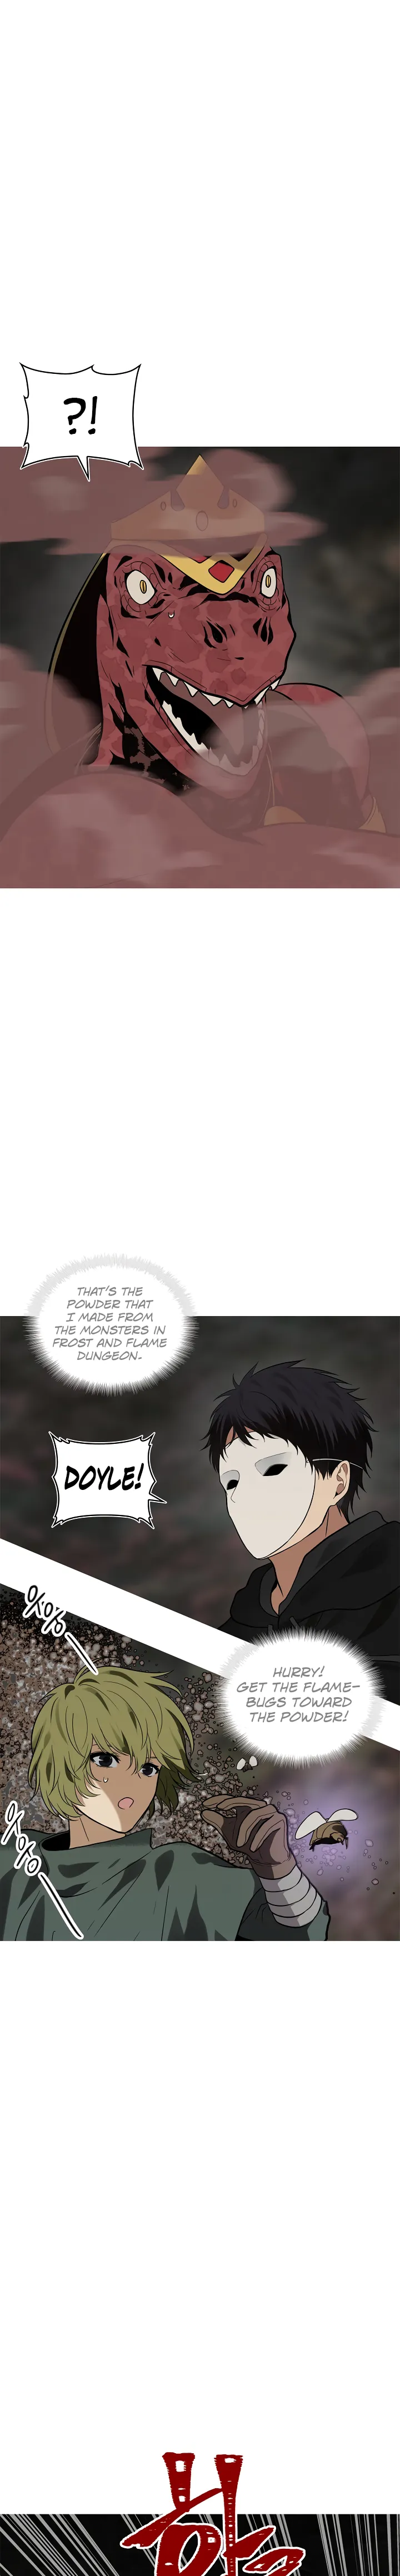 ?!
THAT'S THE
POWDER THAT
I MADE FROM
THE MONSTERS IN
FROST AND FLAME
DUNGEON.
DOYLE!
HURRY!
GET THE FLAME-
BUGS TOWARD
THE POWDER!